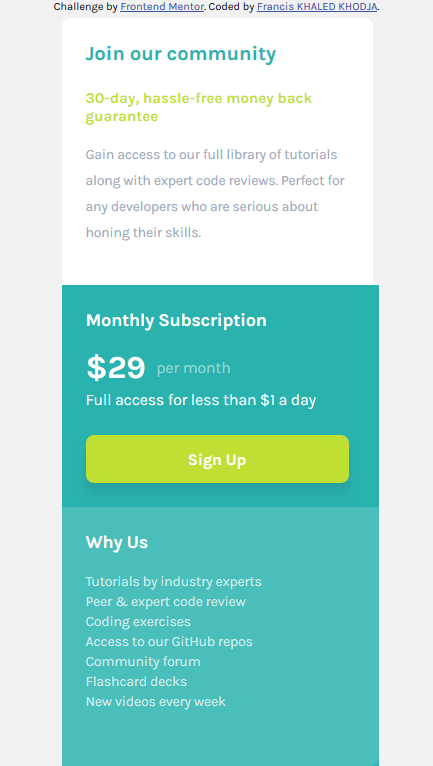 Challenge by Frontend Mentor. Coded by Francis KHALED KHODJA.
Join our community
30-day, hassle-free money back
guarantee
Gain access to our full library of tutorials
along with expert code reviews. Perfect for
any developers who are serious about
honing their skills.
Monthly Subscription
$29 per month
Full access for less than $1 a day
Sign Up
Why Us
Tutorials by industry experts
Peer & expert code review
Coding exercises
Access to our GitHub repos
Community forum
Flashcard decks
New videos every week